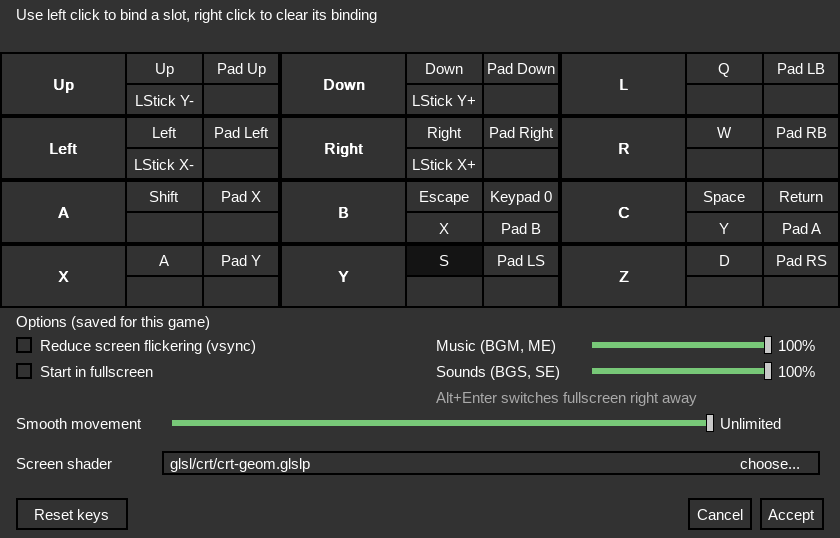 Use left click to bind a slot, right click to clear its binding
Up Up Pad Up Down Down Pad Down L Q Pad LB
LStick Y- LStick Y+
Left Left Pad Left Right Right Pad Right R W Pad RB
LStick X- LStick X+
A Shift Pad X B Escape Keypad 0 C Space Return
X Pad B Y Pad A
X A Pad Y Y S Pad LS Z D Pad RS
Options (saved for this game)
Reduce screen flickering (vsync) Music (BGM, ME) 100%
Start in fullscreen Sounds (BGS, SE) 100%
Alt+Enter switches fullscreen right away
Smooth movement Unlimited
Screen shader glsl/crt/crt-geom.glslp choose...
Reset keys Cancel Accept